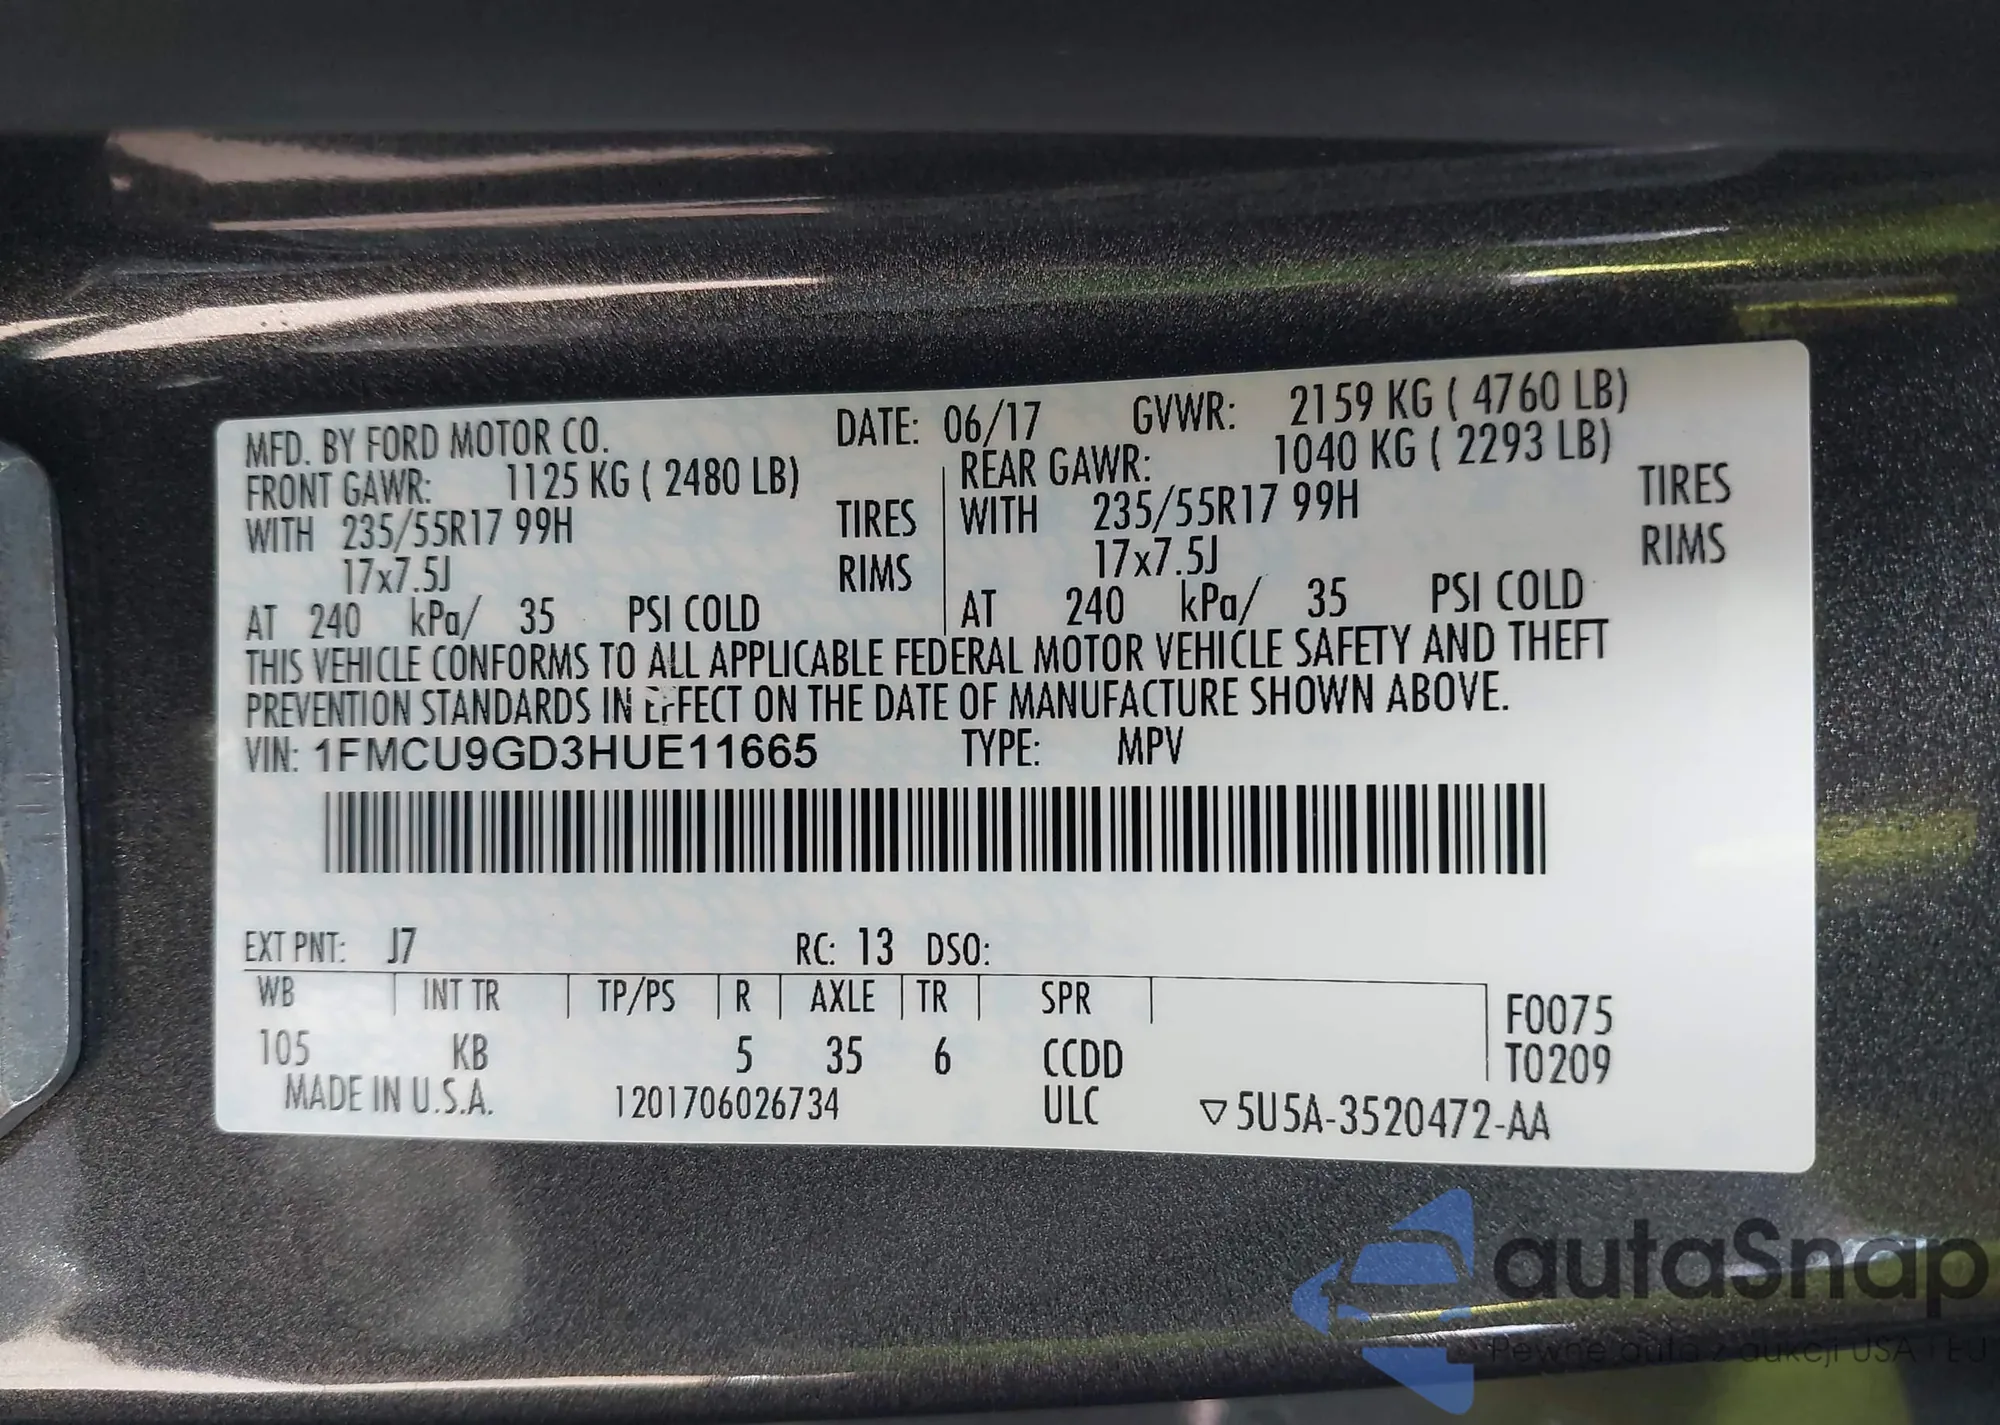 MFD. BY FORD MOTOR CO. DATE: 06/17 GVWR: 2159 KG ( 4760 LB)
FRONT GAWR: 1125 KG ( 2480 LB) REAR GAWR: 1040 KG ( 2293 LB)
WITH 235/55R17 99H TIRES WITH 235/55R17 99H TIRES
17x7.5J RIMS 17x7.5J RIMS
AT 240 kPa/ 35 PSI COLD AT 240 kPa/ 35 PSI COLD
THIS VEHICLE CONFORMS TO ALL APPLICABLE FEDERAL MOTOR VEHICLE SAFETY AND THEFT
PREVENTION STANDARDS IN EFFECT ON THE DATE OF MANUFACTURE SHOWN ABOVE.
VIN: 1FMCU9GD3HUE11665 TYPE: MPV
EXT PNT: J7 RC: 13 DSO:
WB INT TR TP/PS R AXLE TR SPR F0075
105 KB 5 35 6 CCDD T0209
MADE IN U.S.A. 1201706026734 ULC ▽5U5A-3520472-AA
autaSnap
Pewne auta z aukcji USA i EU